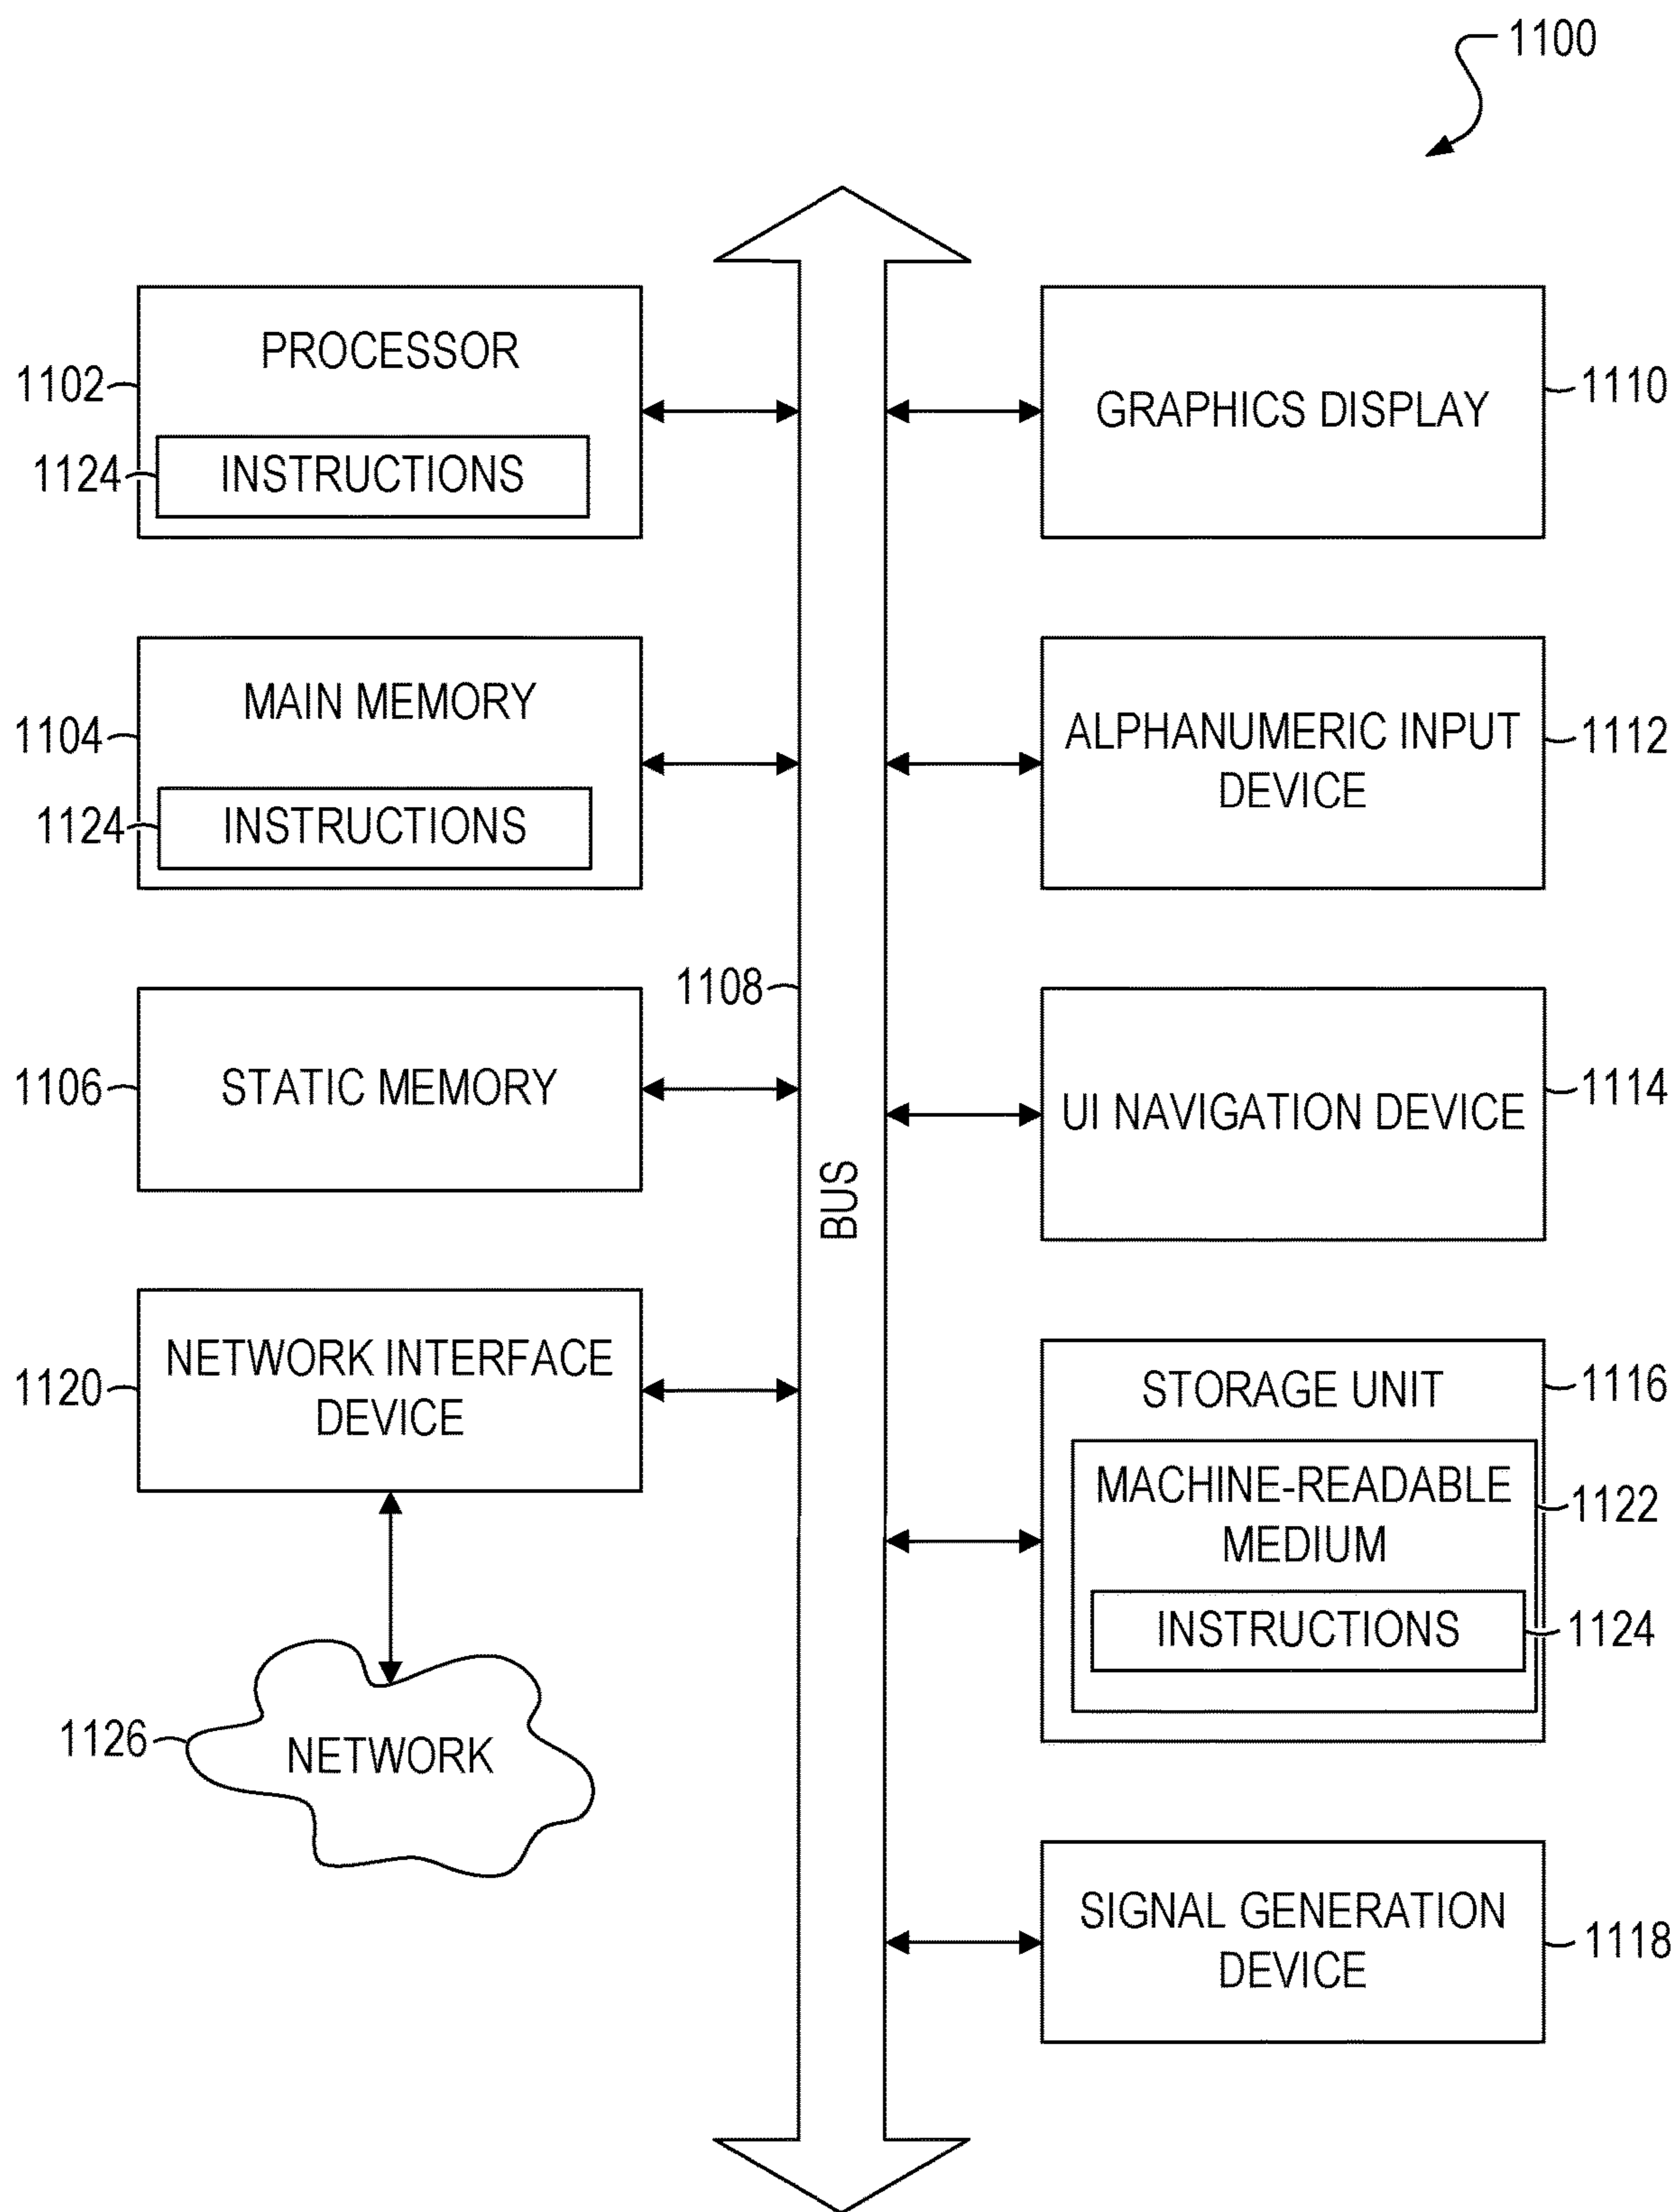 1100
PROCESSOR
1102
1124
INSTRUCTIONS
MAIN MEMORY
1104
1124
INSTRUCTIONS
1108
1106
STATIC MEMORY
BUS
NETWORK INTERFACE
DEVICE
1120
1126
NETWORK
GRAPHICS DISPLAY
1110
ALPHANUMERIC INPUT
DEVICE
1112
UI NAVIGATION DEVICE
1114
STORAGE UNIT
1116
MACHINE-READABLE
MEDIUM
1122
INSTRUCTIONS
1124
SIGNAL GENERATION
DEVICE
1118